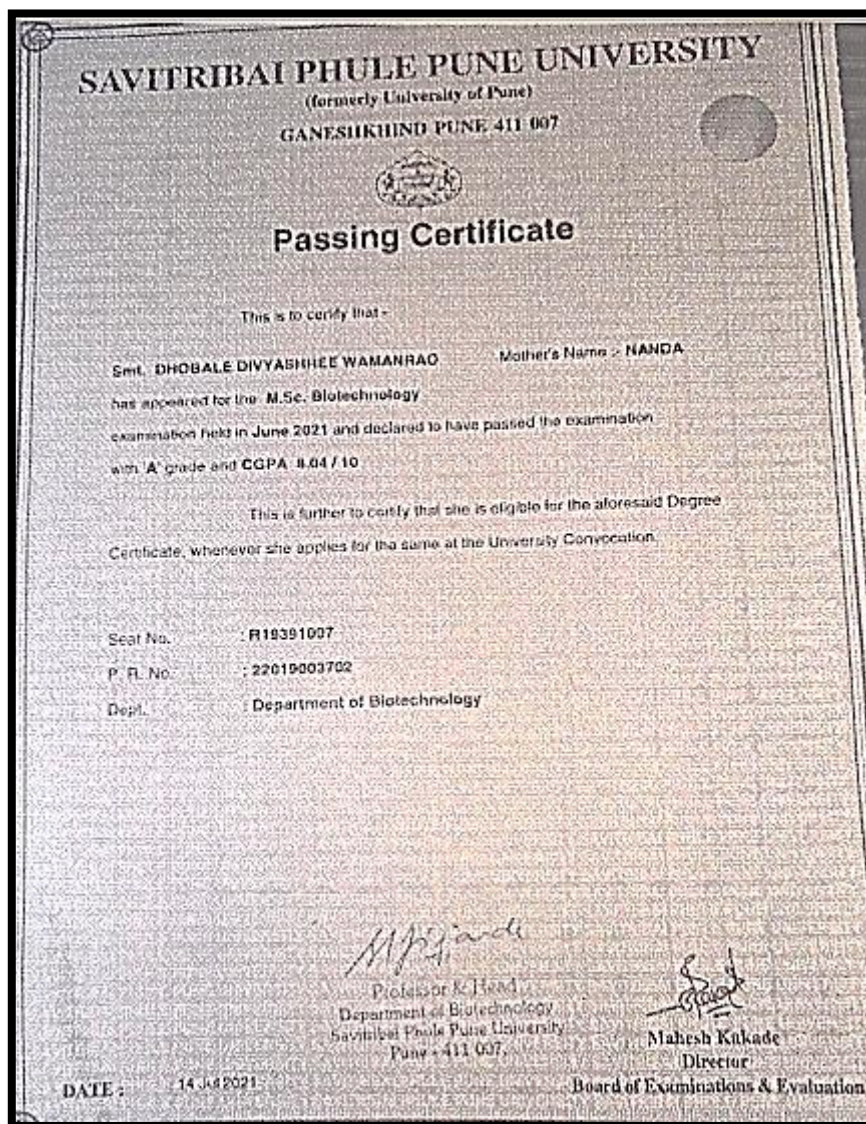 SAVITRIBAI PHULE PUNE UNIVERSITY
(formerly University of Pune)
GANESHKHIND PUNE 411 007
Passing Certificate
This is to certify that -
Smt. DHOBALE DIVYASHREE WAMANRAO Mother's Name :- NANDA
has appeared for the M.Sc. Biotechnology
examination held in June 2021 and declared to have passed the examination
with 'A' grade and CGPA 8.04 / 10
This is further to certify that she is eligible for the aforesaid Degree
Certificate, whenever she applies for the same at the University Convocation.
Seat No. : R19391007
P. R. No. : 22019003702
Dept. : Department of Biotechnology
Professor & Head
Department of Biotechnology
Savitribai Phule Pune University
Pune - 411 007.
Mahesh Kakade
Director
Board of Examinations & Evaluation
DATE : 14 Jul 2021